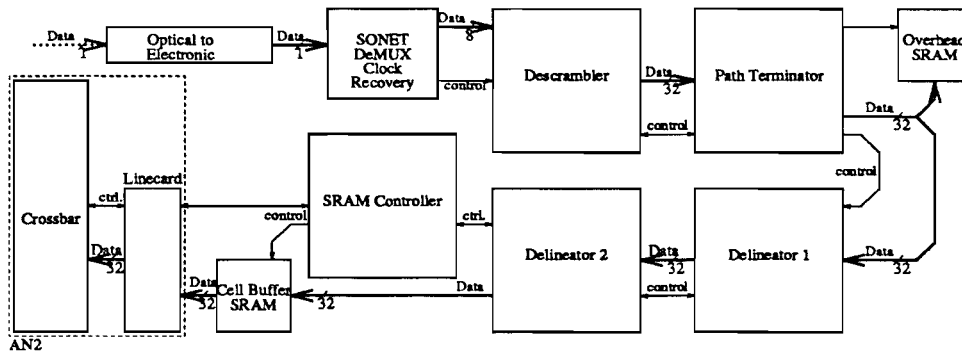 Data
1
Optical to
Electronic
Data
1
SONET
DeMUX
Clock
Recovery
Data
8
control
Descrambler
Data
32
control
Path Terminator
Overhead
SRAM
Data
32
control
Crossbar
ctrl.
Data
32
Linecard
control
SRAM Controller
ctrl.
Data
32
Cell Buffer
SRAM
32
Data
Delineator 2
Data
32
control
Delineator 1
Data
32
AN2